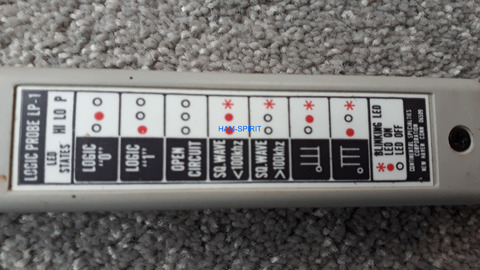 LOGIC PROBE LP-1
LED STATES HI LO P
LOGIC "0"
LOGIC "1"
OPEN CIRCUIT
SQ. WAVE <100kHz
SQ. WAVE >100kHz
* BLINKING LED
LED ON
LED OFF
CONTINENTAL SPECIALTIES
CORPORATION
NEW HAVEN CONN
HAM-SPIRIT